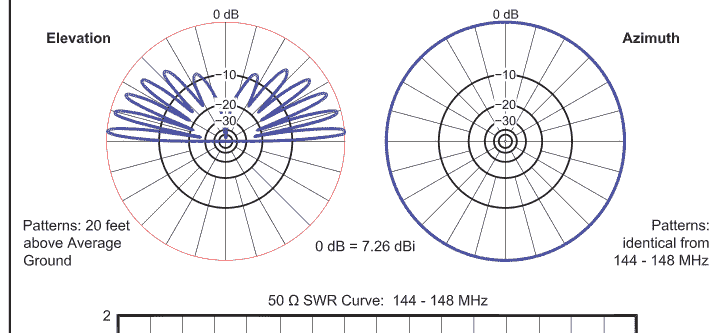 0 dB
0 dB
Elevation
Azimuth
−10
−10
−20
−20
−30
−30
Patterns: 20 feet
above Average
Ground
0 dB = 7.26 dBi
Patterns:
identical from
144 - 148 MHz
50 Ω SWR Curve: 144 - 148 MHz
2